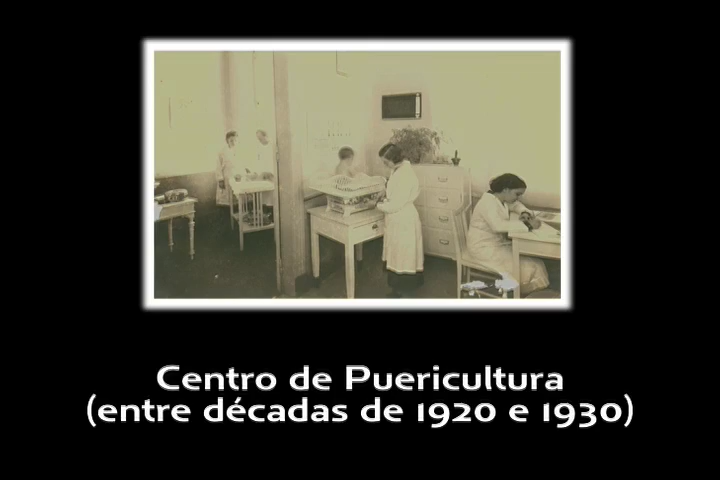 Centro de Puericultura
(entre décadas de 1920 e 1930)